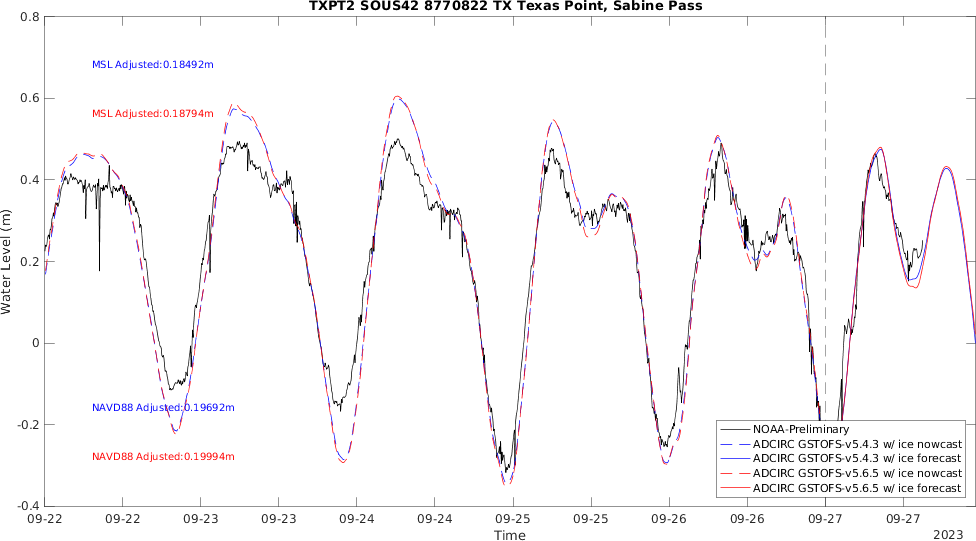 TXPT2 SOUS42 8770822 TX Texas Point, Sabine Pass
0.8
0.6
0.4
0.2
0
-0.2
-0.4
Water Level (m)
MSL Adjusted:0.18492m
MSL Adjusted:0.18794m
NAVD88 Adjusted:0.19692m
NAVD88 Adjusted:0.19994m
NOAA-Preliminary
ADCIRC GSTOFS-v5.4.3 w/ice nowcast
ADCIRC GSTOFS-v5.4.3 w/ice forecast
ADCIRC GSTOFS-v5.6.5 w/ice nowcast
ADCIRC GSTOFS-v5.6.5 w/ice forecast
09-22 09-22 09-23 09-23 09-24 09-24 09-25 09-25 09-26 09-26 09-27 09-27
Time
2023